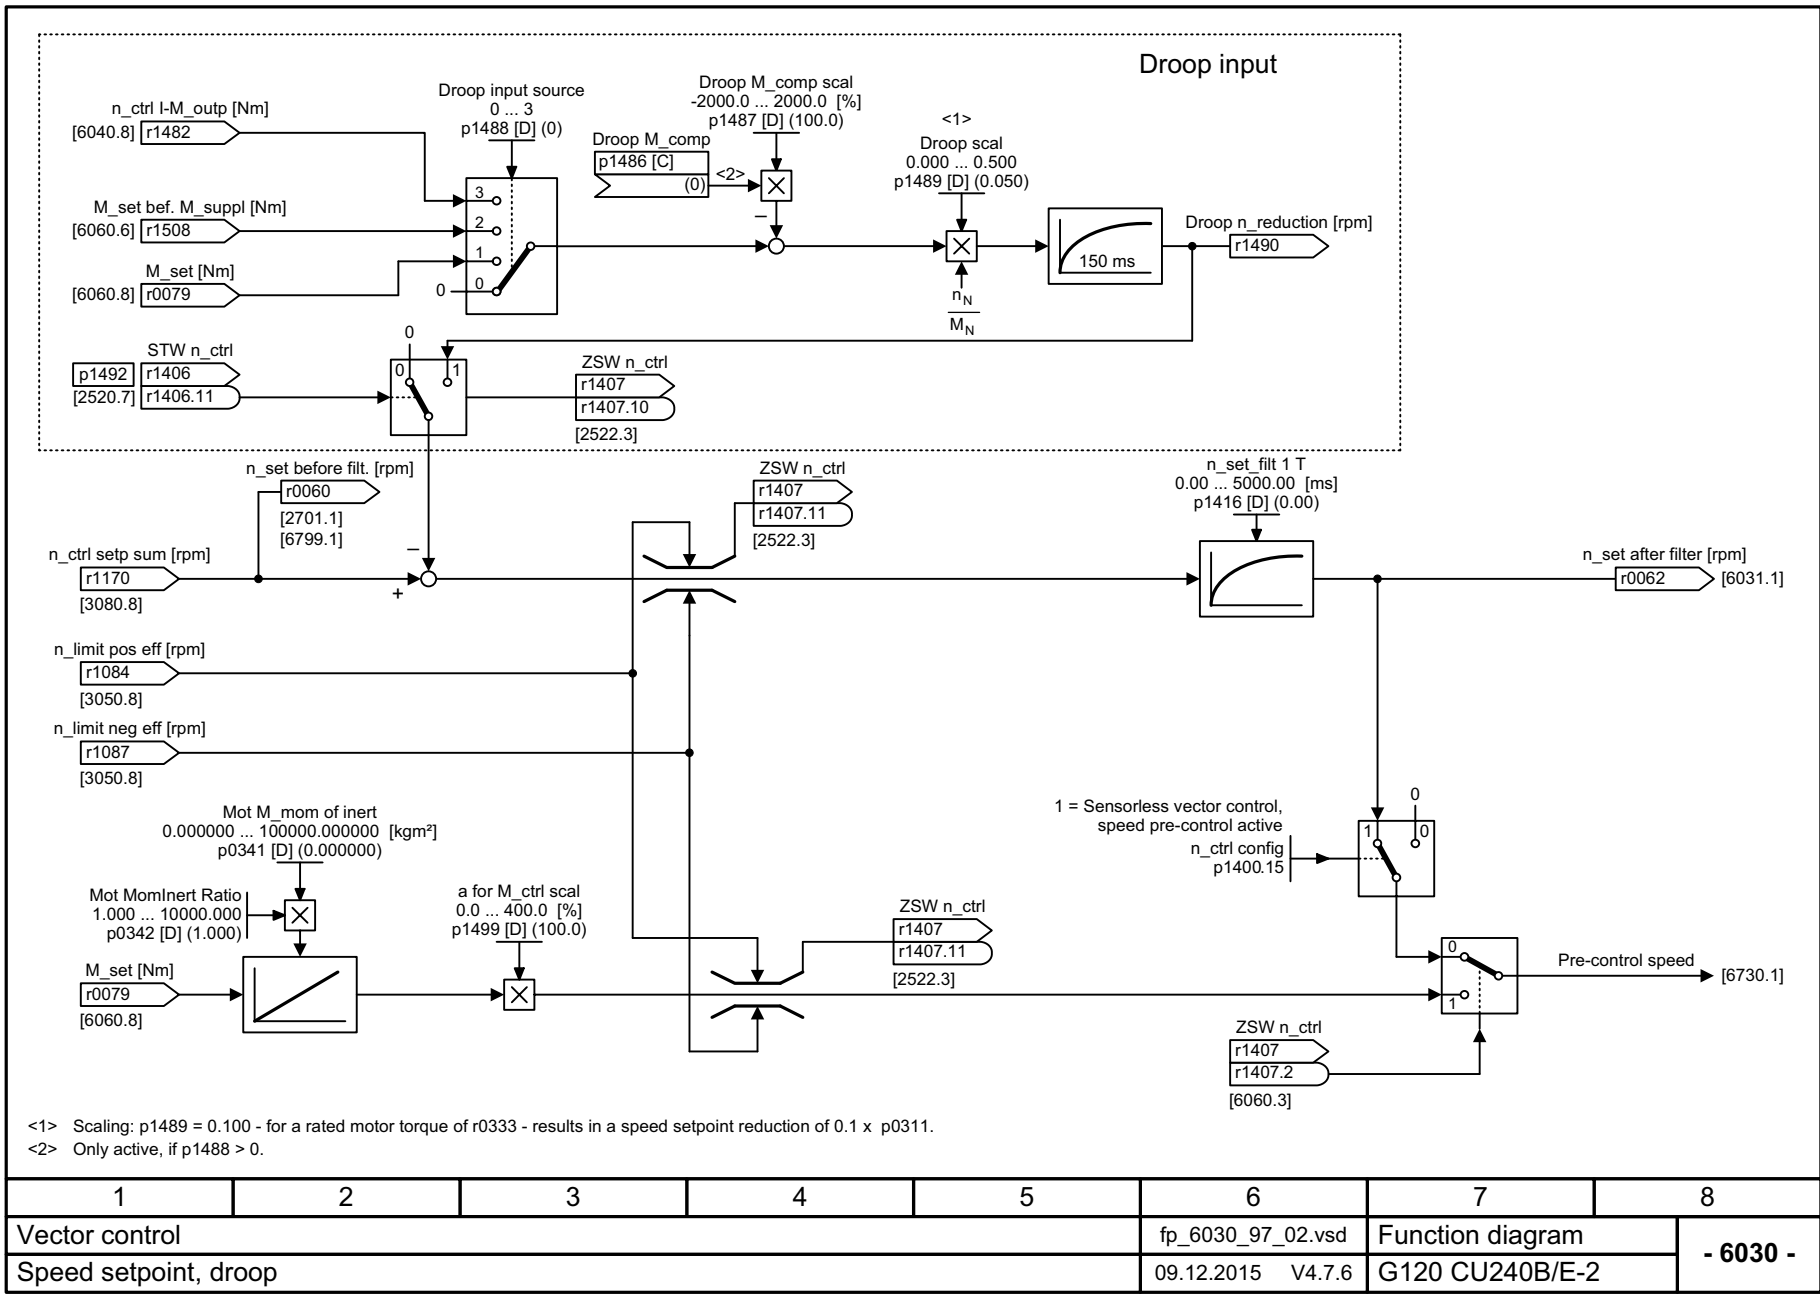 Droop input
n_ctrl I-M_outp [Nm]
[6040.8] r1482
M_set bef. M_suppl [Nm]
[6060.6] r1508
M_set [Nm]
[6060.8] r0079
Droop input source
0 ... 3
p1488 [D] (0)
3
2
1
0 0
Droop M_comp
p1486 [C]
(0)
<2>
Droop M_comp scal
-2000.0 ... 2000.0 [%]
p1487 [D] (100.0)
–
<1>
Droop scal
0.000 ... 0.500
p1489 [D] (0.050)
nN
MN
150 ms
Droop n_reduction [rpm]
r1490
STW n_ctrl
p1492 r1406
[2520.7] r1406.11
0
0 1
ZSW n_ctrl
r1407
r1407.10
[2522.3]
n_set before filt. [rpm]
r0060
[2701.1]
[6799.1]
n_ctrl setp sum [rpm]
r1170
[3080.8]
–
+
ZSW n_ctrl
r1407
r1407.11
[2522.3]
n_set_filt 1 T
0.00 ... 5000.00 [ms]
p1416 [D] (0.00)
n_set after filter [rpm]
r0062 [6031.1]
n_limit pos eff [rpm]
r1084
[3050.8]
n_limit neg eff [rpm]
r1087
[3050.8]
Mot M_mom of inert
0.000000 ... 100000.000000 [kgm²]
p0341 [D] (0.000000)
Mot MomInert Ratio
1.000 ... 10000.000
p0342 [D] (1.000)
M_set [Nm]
r0079
[6060.8]
a for M_ctrl scal
0.0 ... 400.0 [%]
p1499 [D] (100.0)
ZSW n_ctrl
r1407
r1407.11
[2522.3]
1 = Sensorless vector control,
speed pre-control active
n_ctrl config
p1400.15
0
1 0
0
1
Pre-control speed
[6730.1]
ZSW n_ctrl
r1407
r1407.2
[6060.3]
<1> Scaling: p1489 = 0.100 - for a rated motor torque of r0333 - results in a speed setpoint reduction of 0.1 x p0311.
<2> Only active, if p1488 > 0.
1 2 3 4 5 6 7 8
Vector control fp_6030_97_02.vsd Function diagram
- 6030 -
Speed setpoint, droop 09.12.2015 V4.7.6 G120 CU240B/E-2